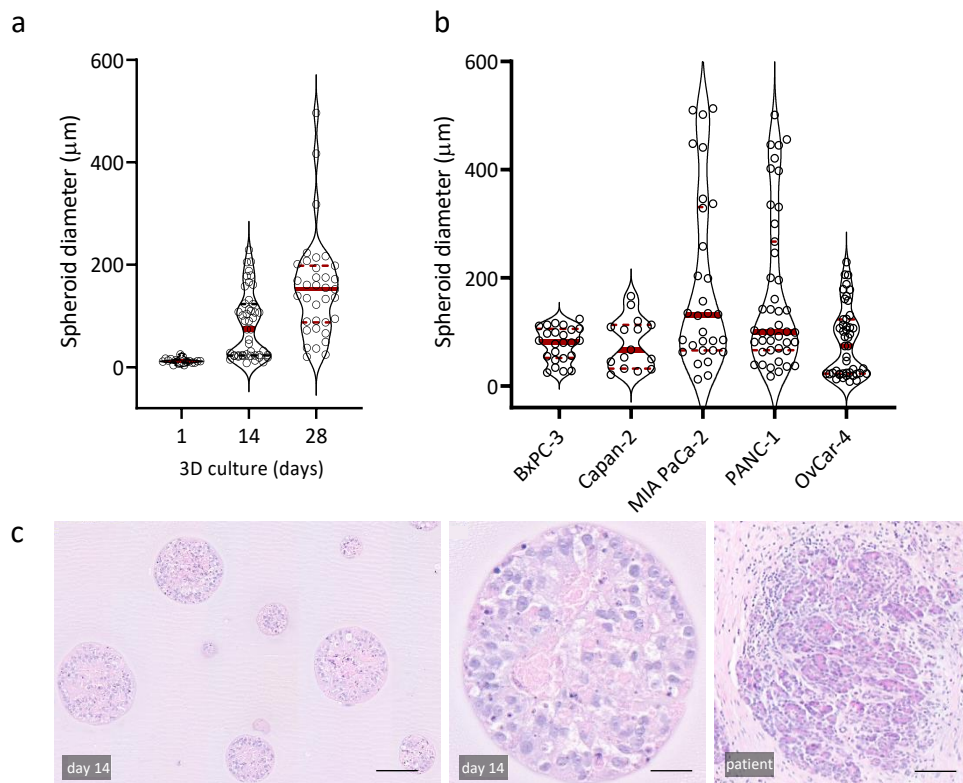 a
600
400
200
0
Spheroid diameter (µm)
1
14
28
3D culture (days)
b
600
400
200
0
Spheroid diameter (µm)
BxPC-3
Capan-2
MIA PaCa-2
PANC-1
OvCar-4
c
day 14
day 14
patient